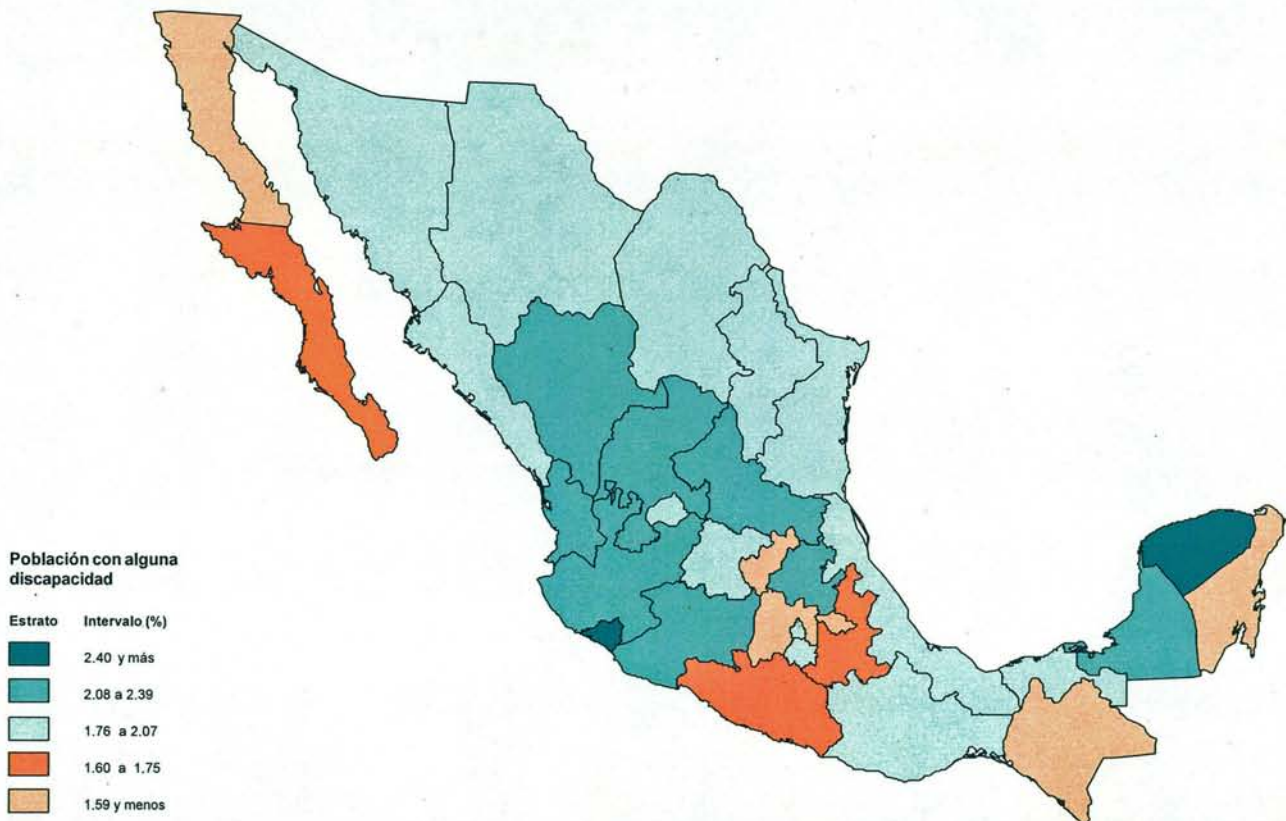 Población con alguna
discapacidad
Estrato Intervalo (%)
2.40 y más
2.08 a 2.39
1.76 a 2.07
1.60 a 1,75
1.59 y menos